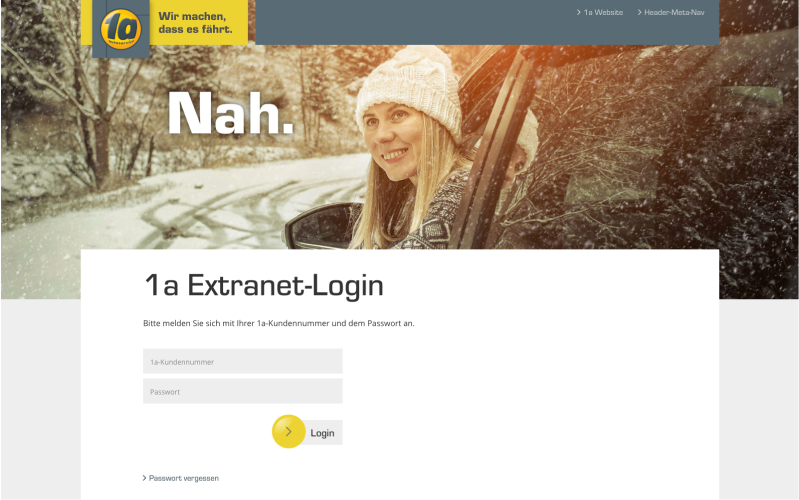 1a
Wir machen,
dass es fährt.
1a Website
Header-Meta-Nav
Nah.
1a Extranet-Login
Bitte melden Sie sich mit Ihrer 1a-Kundennummer und dem Passwort an.
1a-Kundennummer
Passwort
Login
Passwort vergessen